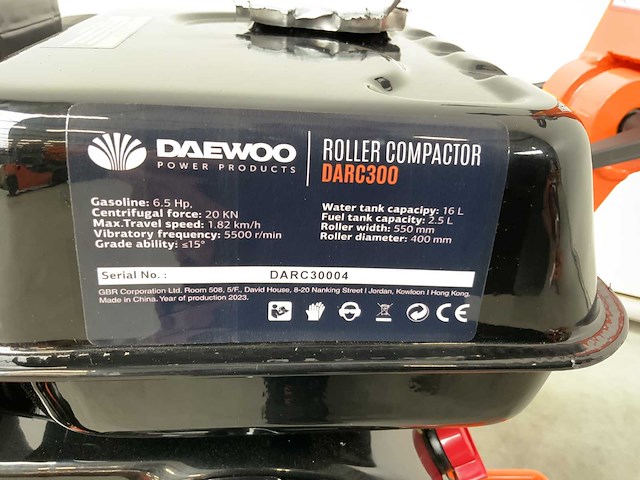 DAEWOO
POWER PRODUCTS
ROLLER COMPACTOR
DARC300
Gasoline: 6.5 Hp,
Centrifugal force: 20 KN
Max.Travel speed: 1.82 km/h
Vibratory frequency: 5500 r/min
Grade ability: ≤15°
Water tank capacipy: 16 L
Fuel tank capacity: 2.5 L
Roller width: 550 mm
Roller diameter: 400 mm
Serial No. : DARC30004
GBR Corporation Ltd. Room 508, 5/F., David House, 8-20 Nanking Street I Jordan, Kowloon I Hong Kong.
Made in China. Year of production 2023.
CE